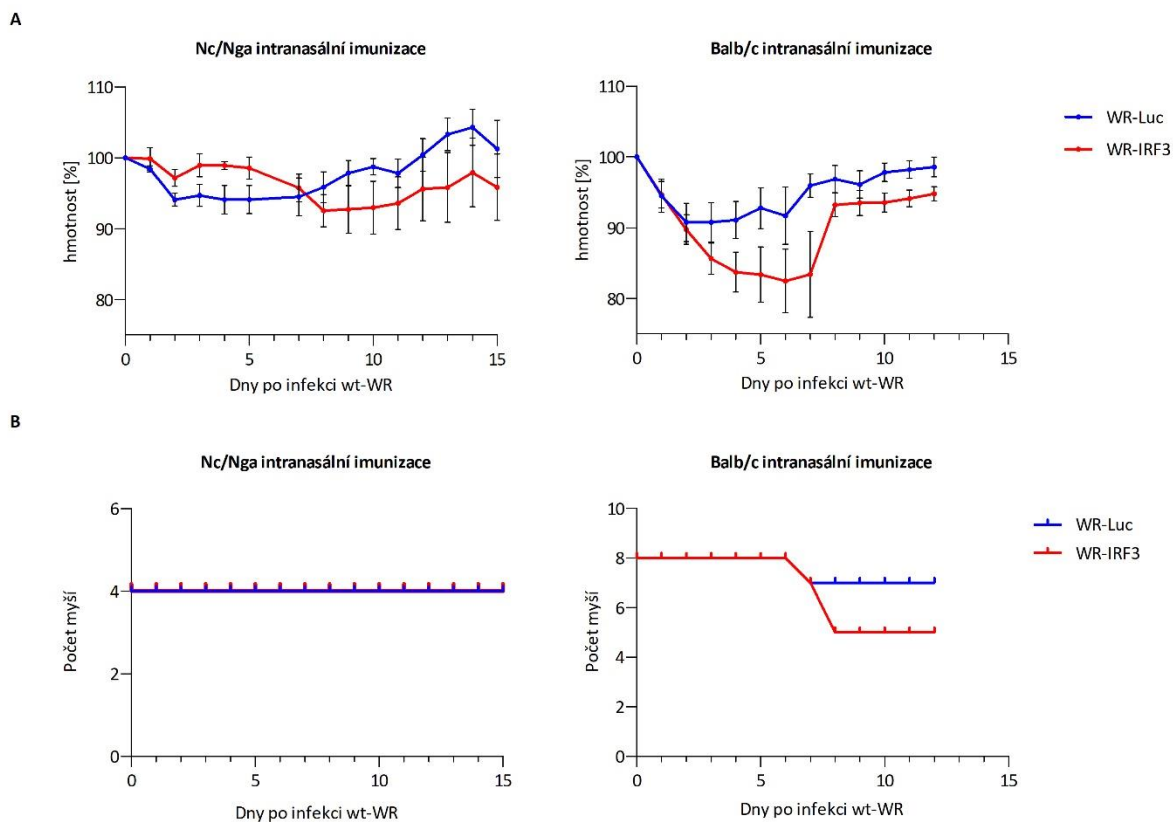 A
Nc/Nga intranasální imunizace
110
100
90
80
hmotnost [%]
0
5
10
15
Dny po infekci wt-WR
Balb/c intranasální imunizace
110
100
90
80
hmotnost [%]
0
5
10
15
Dny po infekci wt-WR
WR-Luc
WR-IRF3
B
Nc/Nga intranasální imunizace
6
4
2
0
Počet myší
0
5
10
15
Dny po infekci wt-WR
Balb/c intranasální imunizace
10
8
6
4
2
0
Počet myší
0
5
10
15
Dny po infekci wt-WR
WR-Luc
WR-IRF3